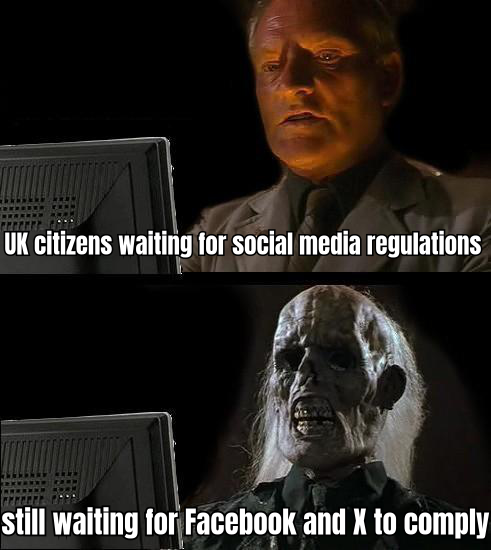 UK citizens waiting for social media regulations
still waiting for Facebook and X to comply